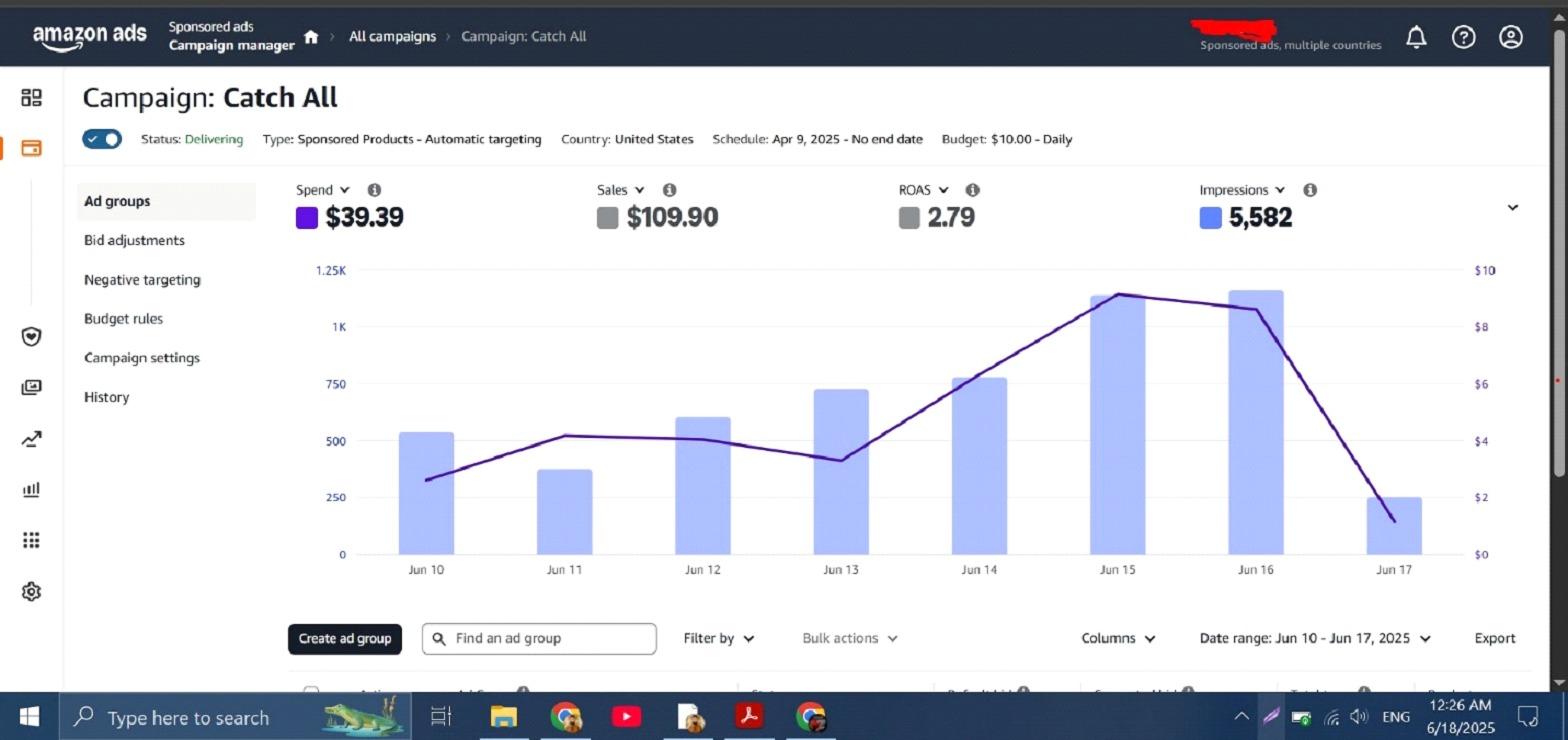 amazon ads
Sponsored ads
Campaign manager
All campaigns
Campaign: Catch All
Sponsored ads, multiple countries
Campaign: Catch All
Status: Delivering
Type: Sponsored Products - Automatic targeting
Country: United States
Schedule: Apr 9, 2025 - No end date
Budget: $10.00 - Daily
Ad groups
Bid adjustments
Negative targeting
Budget rules
Campaign settings
History
Spend
$39.39
Sales
$109.90
ROAS
2.79
Impressions
5,582
1.25K
1K
750
500
250
0
$10
$8
$6
$4
$2
$0
Jun 10
Jun 11
Jun 12
Jun 13
Jun 14
Jun 15
Jun 16
Jun 17
Create ad group
Find an ad group
Filter by
Bulk actions
Columns
Date range: Jun 10 - Jun 17, 2025
Export
Type here to search
ENG
12:26 AM
6/18/2025